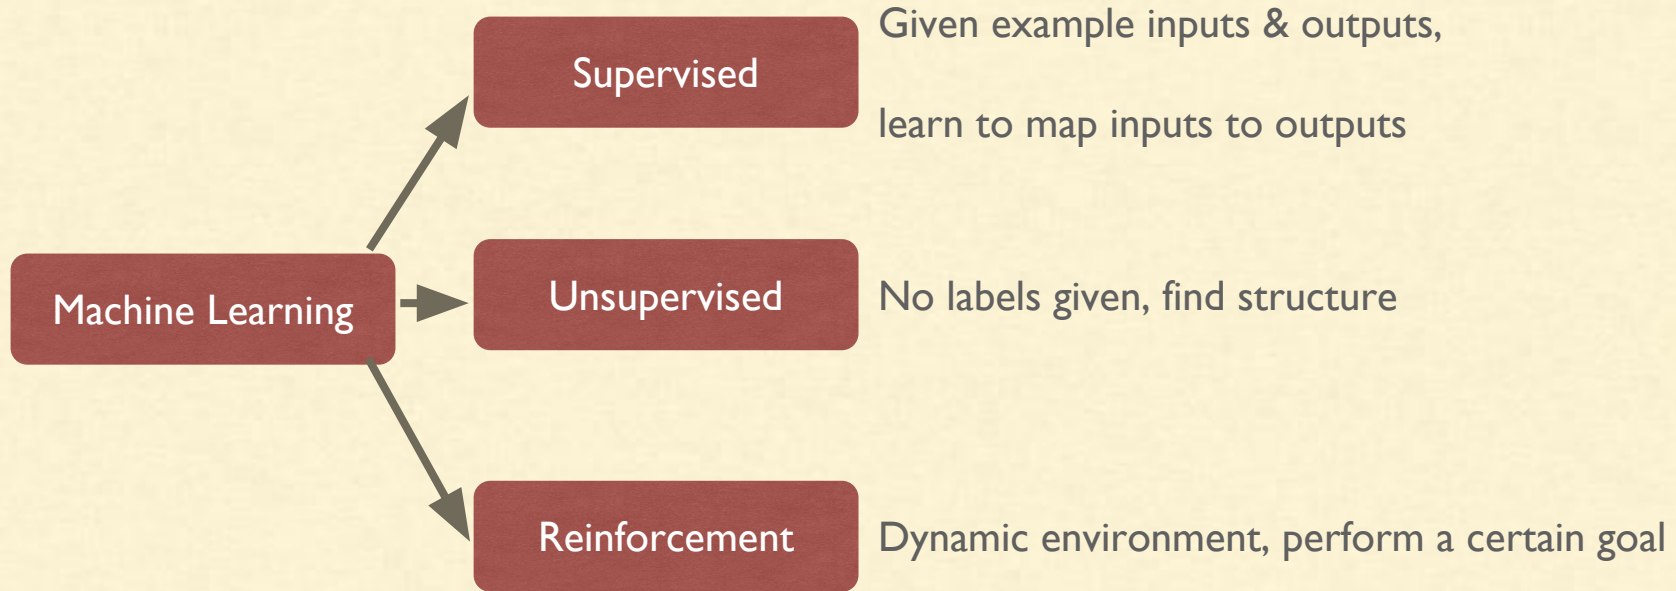 Given example inputs & outputs,
Supervised
learn to map inputs to outputs
Machine Learning
Unsupervised
No labels given, find structure
Reinforcement
Dynamic environment, perform a certain goal